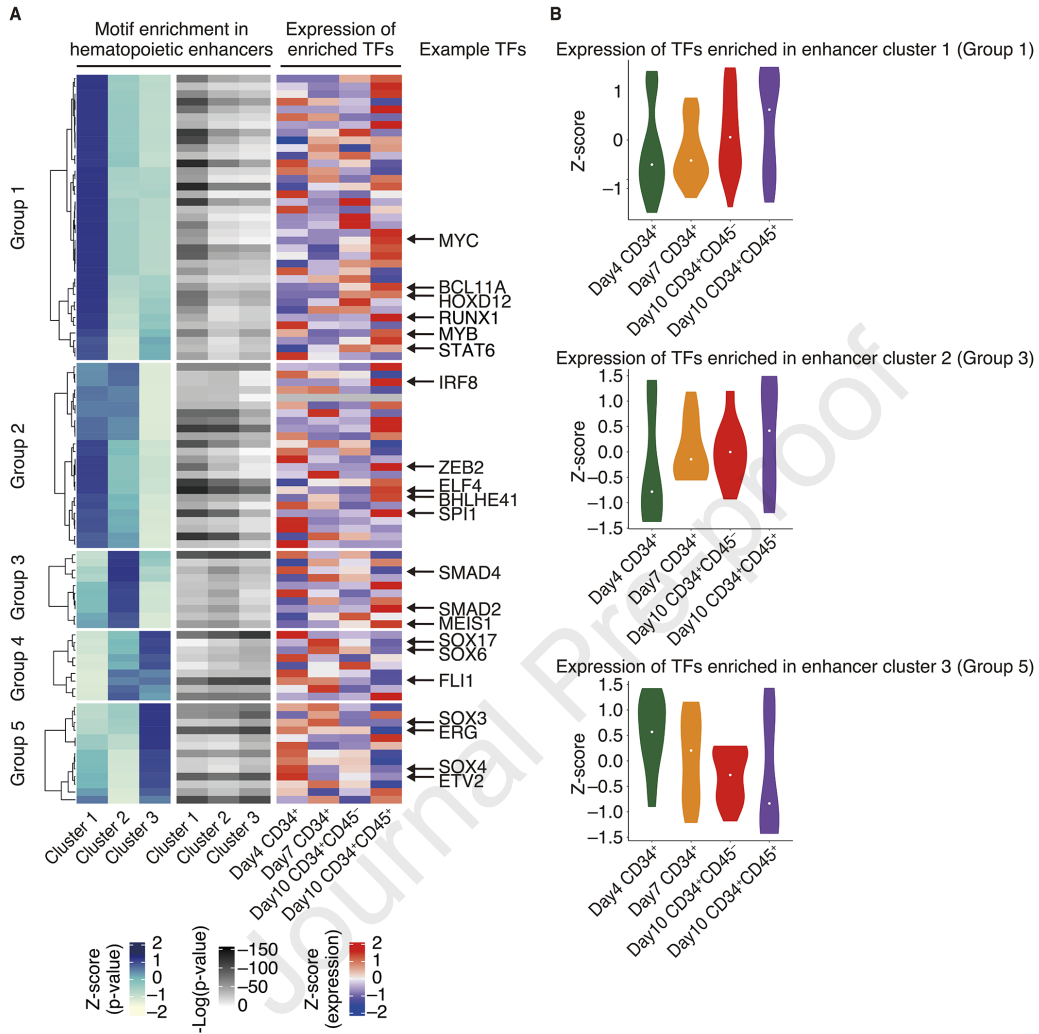 A
Motif enrichment in
hematopoietic enhancers
Expression of
enriched TFs
Example TFs
Group 1
Group 2
Group 3
Group 4
Group 5
MYC
BCL11A
HOXD12
RUNX1
MYB
STAT6
IRF8
ZEB2
ELF4
BHLHE41
SPI1
SMAD4
SMAD2
MEIS1
SOX17
SOX6
FLI1
SOX3
ERG
SOX4
ETV2
Cluster 1
Cluster 2
Cluster 3
Cluster 1
Cluster 2
Cluster 3
Day4 CD34⁺
Day7 CD34⁺
Day10 CD34⁺CD45⁻
Day10 CD34⁺CD45⁺
Z-score
(p-value)
2
1
0
−1
−2
-Log(p-value)
−150
−100
−50
0
Z-score
(expression)
2
1
0
−1
−2
B
Expression of TFs enriched in enhancer cluster 1 (Group 1)
Z-score
1
0
−1
Day4 CD34⁺
Day7 CD34⁺
Day10 CD34⁺CD45⁻
Day10 CD34⁺CD45⁺
Expression of TFs enriched in enhancer cluster 2 (Group 3)
Z-score
1.5
1.0
0.5
0.0
−0.5
−1.0
−1.5
Day4 CD34⁺
Day7 CD34⁺
Day10 CD34⁺CD45⁻
Day10 CD34⁺CD45⁺
Expression of TFs enriched in enhancer cluster 3 (Group 5)
Z-score
1.5
1.0
0.5
0.0
−0.5
−1.0
−1.5
Day4 CD34⁺
Day7 CD34⁺
Day10 CD34⁺CD45⁻
Day10 CD34⁺CD45⁺
Journal Pre-proof